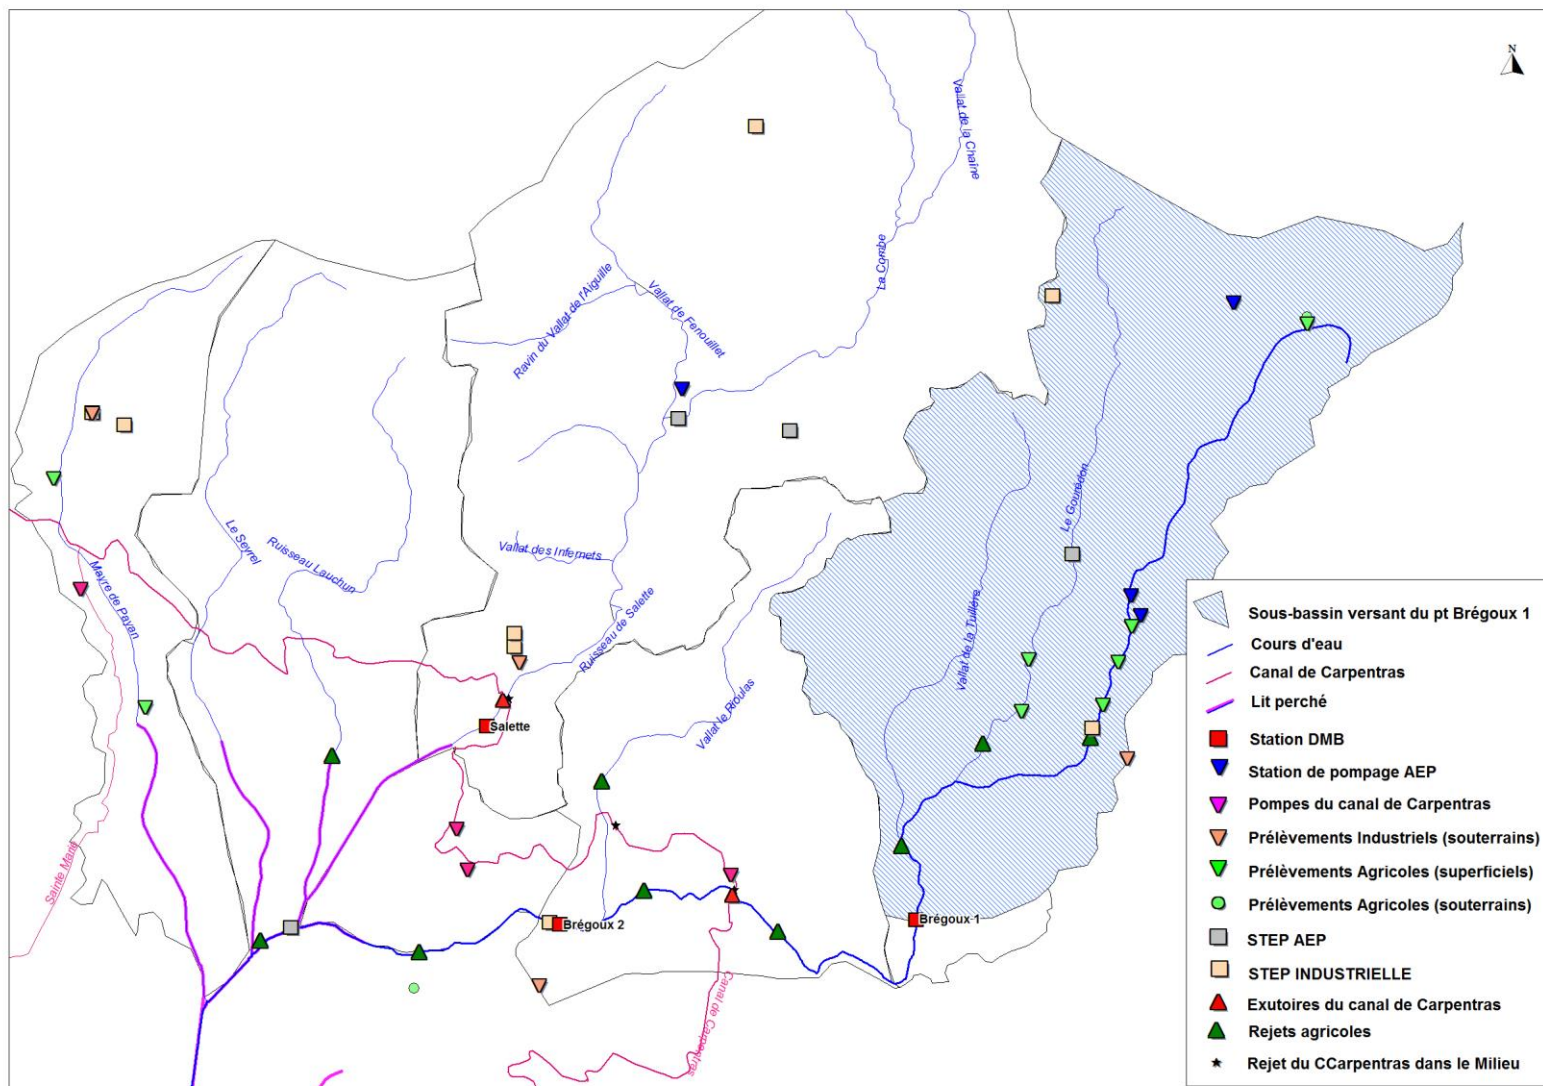 N
Vallat de la Chaîne
La Combe
Ravin du Vallat de l'Aiguille
Vallat de Fenouillet
Le Gourédon
Le Seyrel
Ruisseau Lauchun
Vallat des Infernets
Mayre de Payan
Ruisseau de Salette
Vallat de la Tuilière
Vallat le Rioulas
Salette
Sainte Marie
Brégoux 2
Brégoux 1
Canal de Carpentras
Sous-bassin versant du pt Brégoux 1
Cours d'eau
Canal de Carpentras
Lit perché
Station DMB
Station de pompage AEP
Pompes du canal de Carpentras
Prélèvements Industriels (souterrains)
Prélèvements Agricoles (superficiels)
Prélèvements Agricoles (souterrains)
STEP AEP
STEP INDUSTRIELLE
Exutoires du canal de Carpentras
Rejets agricoles
Rejet du CCarpentras dans le Milieu